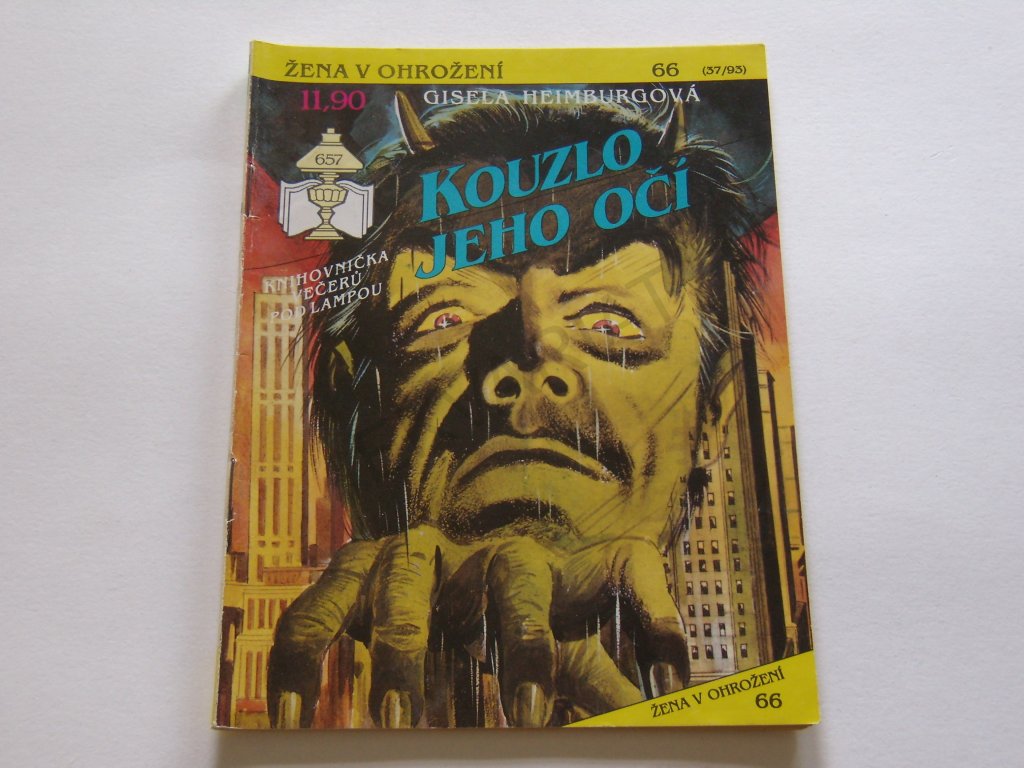 ŽENA V OHROŽENÍ 66 (37/93)
11,90 GISELA HEIMBURGOVÁ
657
KOUZLO
JEHO OČÍ
KNIHOVNIČKA
VEČERŮ
POD LAMPOU
ŽENA V OHROŽENÍ
66